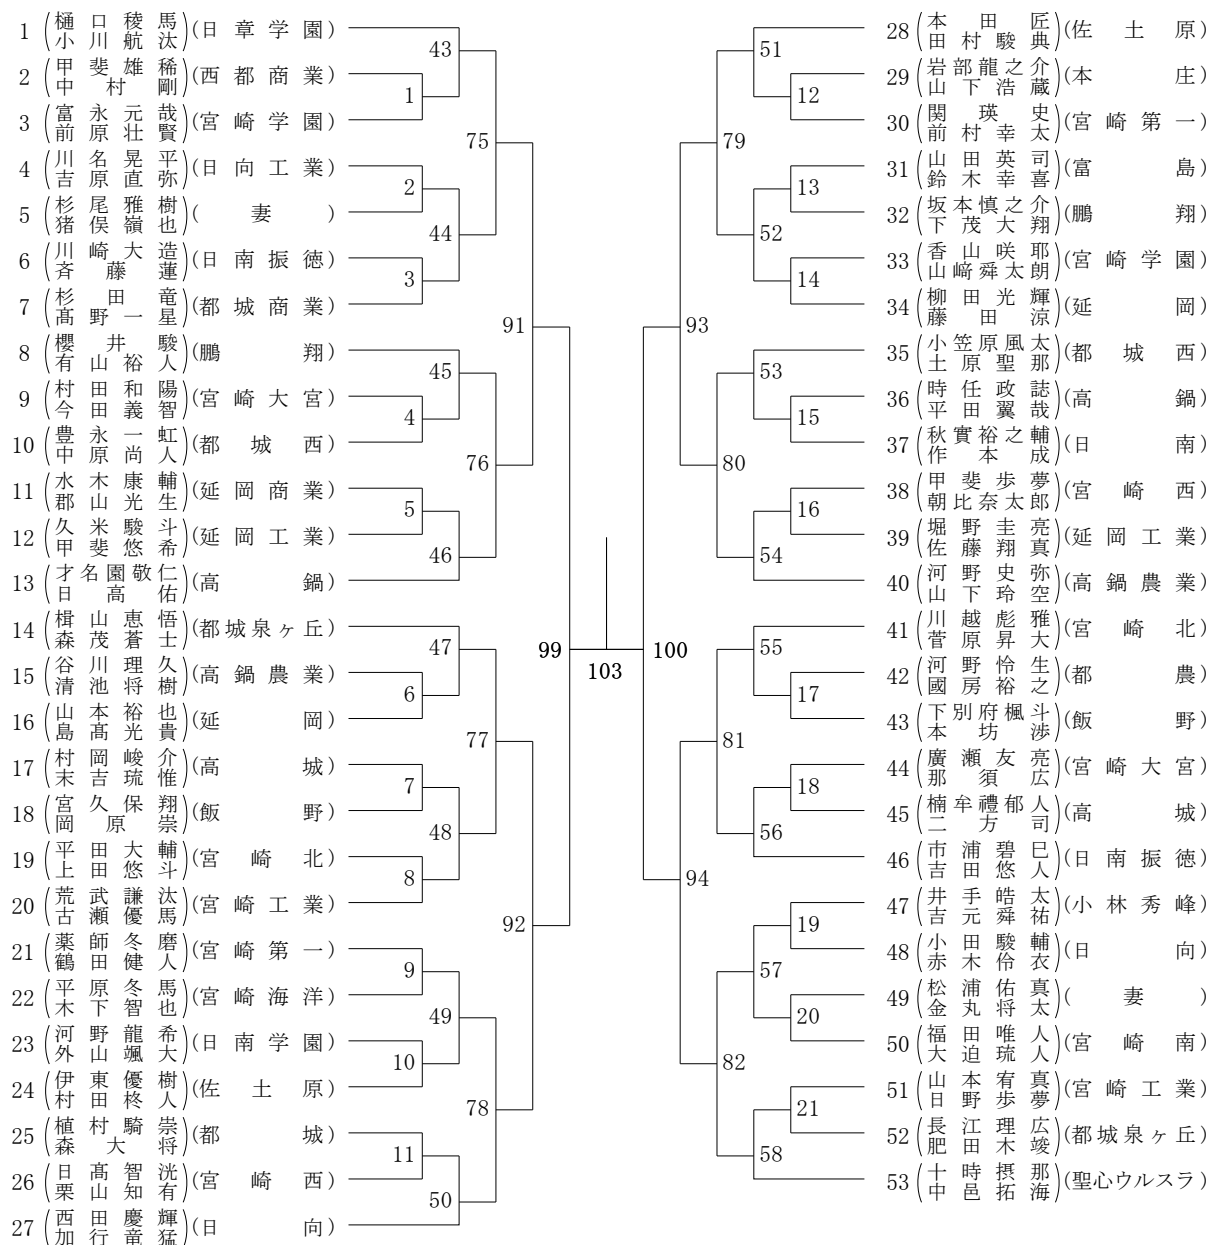 1 (樋口稜馬 小川航汰) (日章学園)
2 (甲斐雄稀 中村剛) (西都商業)
3 (富永元哉 前原壮賢) (宮崎学園)
4 (川名晃平 吉原直弥) (日向工業)
5 (杉尾雅樹 猪俣嶺也) (妻)
6 (川崎大造 斉藤蓮) (日南振徳)
7 (杉田竜 髙野一星) (都城商業)
8 (櫻井駿 有山裕人) (鵬翔)
9 (村田和陽 今田義智) (宮崎大宮)
10 (豊永一虹 中原尚人) (都城西)
11 (水木康輔 郡山光生) (延岡商業)
12 (久米駿斗 甲斐悠希) (延岡工業)
13 (才名園敬仁 日高佑) (高鍋)
14 (楫山恵悟 森茂蒼士) (都城泉ヶ丘)
15 (谷川理久 清池将樹) (高鍋農業)
16 (山本裕也 島髙光貴) (延岡)
17 (村岡峻介 末吉琉惟) (高城)
18 (宮久保翔 岡原崇) (飯野)
19 (平田大輔 上田悠斗) (宮崎北)
20 (荒武謙汰 古瀬優馬) (宮崎工業)
21 (薬師冬磨 鶴田健人) (宮崎第一)
22 (平原冬馬 木下智也) (宮崎海洋)
23 (河野龍希 外山颯大) (日南学園)
24 (伊東優樹 村田柊人) (佐土原)
25 (植村騎崇 森大将) (都城)
26 (日髙智洸 栗山知有) (宮崎西)
27 (西田慶輝 加行竜猛) (日向)
43
1
75
2
44
3
91
45
4
76
5
46
99
47
6
77
7
48
8
92
9
49
10
78
11
50
103
100
51
12
79
13
52
14
93
53
15
80
16
54
55
17
81
18
56
94
19
57
20
82
21
58
28 (本田匠 田村駿典) (佐土原)
29 (岩部龍之介 山下浩蔵) (本庄)
30 (関瑛史 前村幸太) (宮崎第一)
31 (山田英司 鈴木幸喜) (富島)
32 (坂本慎之介 下茂大翔) (鵬翔)
33 (香山咲耶 山﨑舜太朗) (宮崎学園)
34 (柳田光輝 藤田涼) (延岡)
35 (小笠原風太 土原聖那) (都城西)
36 (時任政誌 平田翼哉) (高鍋)
37 (秋實裕之輔 作本成) (日南)
38 (甲斐歩夢 朝比奈太郎) (宮崎西)
39 (堀野圭亮 佐藤翔真) (延岡工業)
40 (河野史弥 山下玲空) (高鍋農業)
41 (川越彪雅 菅原昇大) (宮崎北)
42 (河野怜生 國房裕之) (都農)
43 (下別府楓斗 本坊渉) (飯野)
44 (廣瀬友亮 那須広) (宮崎大宮)
45 (楠牟禮郁人 二方司) (高城)
46 (市浦碧巳 吉田悠人) (日南振徳)
47 (井手皓太 吉元舜祐) (小林秀峰)
48 (小田駿輔 赤木伶衣) (日向)
49 (松浦佑真 金丸将太) (妻)
50 (福田唯人 大迫琉人) (宮崎南)
51 (山本宥真 日野歩夢) (宮崎工業)
52 (長江理広 肥田木竣) (都城泉ヶ丘)
53 (十時摂那 中邑拓海) (聖心ウルスラ)